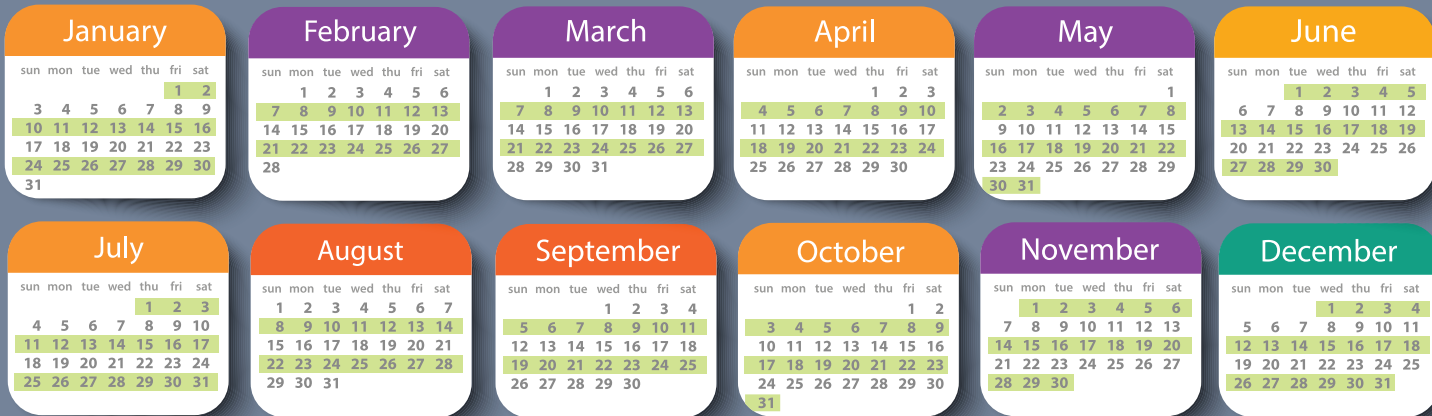 January
sun mon tue wed thu fri sat
1 2
3 4 5 6 7 8 9
10 11 12 13 14 15 16
17 18 19 20 21 22 23
24 25 26 27 28 29 30
31
February
sun mon tue wed thu fri sat
1 2 3 4 5 6
7 8 9 10 11 12 13
14 15 16 17 18 19 20
21 22 23 24 25 26 27
28
March
sun mon tue wed thu fri sat
1 2 3 4 5 6
7 8 9 10 11 12 13
14 15 16 17 18 19 20
21 22 23 24 25 26 27
28 29 30 31
April
sun mon tue wed thu fri sat
1 2 3
4 5 6 7 8 9 10
11 12 13 14 15 16 17
18 19 20 21 22 23 24
25 26 27 28 29 30
May
sun mon tue wed thu fri sat
1
2 3 4 5 6 7 8
9 10 11 12 13 14 15
16 17 18 19 20 21 22
23 24 25 26 27 28 29
30 31
June
sun mon tue wed thu fri sat
1 2 3 4 5
6 7 8 9 10 11 12
13 14 15 16 17 18 19
20 21 22 23 24 25 26
27 28 29 30
July
sun mon tue wed thu fri sat
1 2 3
4 5 6 7 8 9 10
11 12 13 14 15 16 17
18 19 20 21 22 23 24
25 26 27 28 29 30 31
August
sun mon tue wed thu fri sat
1 2 3 4 5 6 7
8 9 10 11 12 13 14
15 16 17 18 19 20 21
22 23 24 25 26 27 28
29 30 31
September
sun mon tue wed thu fri sat
1 2 3 4
5 6 7 8 9 10 11
12 13 14 15 16 17 18
19 20 21 22 23 24 25
26 27 28 29 30
October
sun mon tue wed thu fri sat
1 2
3 4 5 6 7 8 9
10 11 12 13 14 15 16
17 18 19 20 21 22 23
24 25 26 27 28 29 30
31
November
sun mon tue wed thu fri sat
1 2 3 4 5 6
7 8 9 10 11 12 13
14 15 16 17 18 19 20
21 22 23 24 25 26 27
28 29 30
December
sun mon tue wed thu fri sat
1 2 3 4
5 6 7 8 9 10 11
12 13 14 15 16 17 18
19 20 21 22 23 24 25
26 27 28 29 30 31